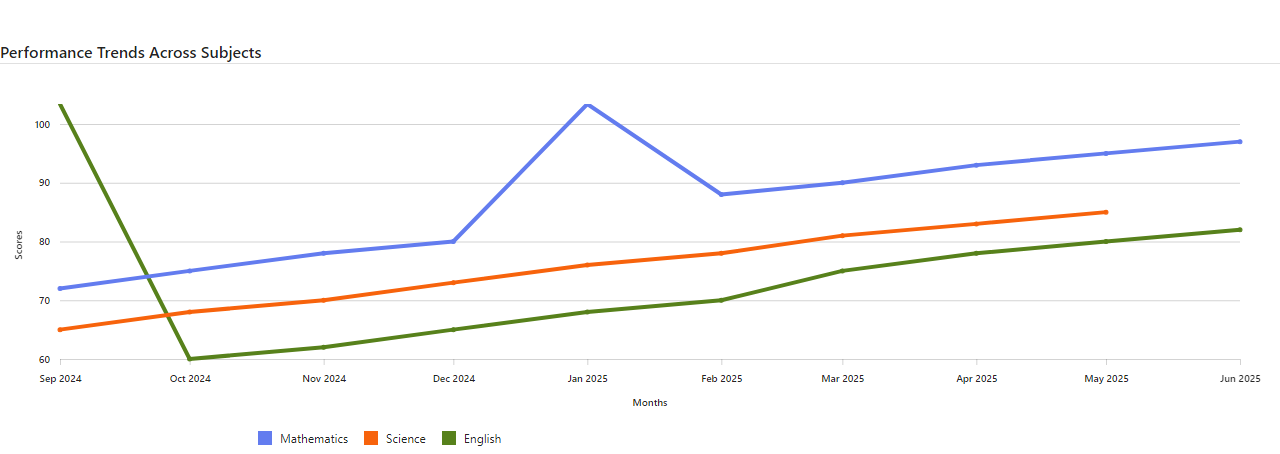 Performance Trends Across Subjects
100
90
80
70
60
Scores
Sep 2024 Oct 2024 Nov 2024 Dec 2024 Jan 2025 Feb 2025 Mar 2025 Apr 2025 May 2025 Jun 2025
Months
Mathematics Science English